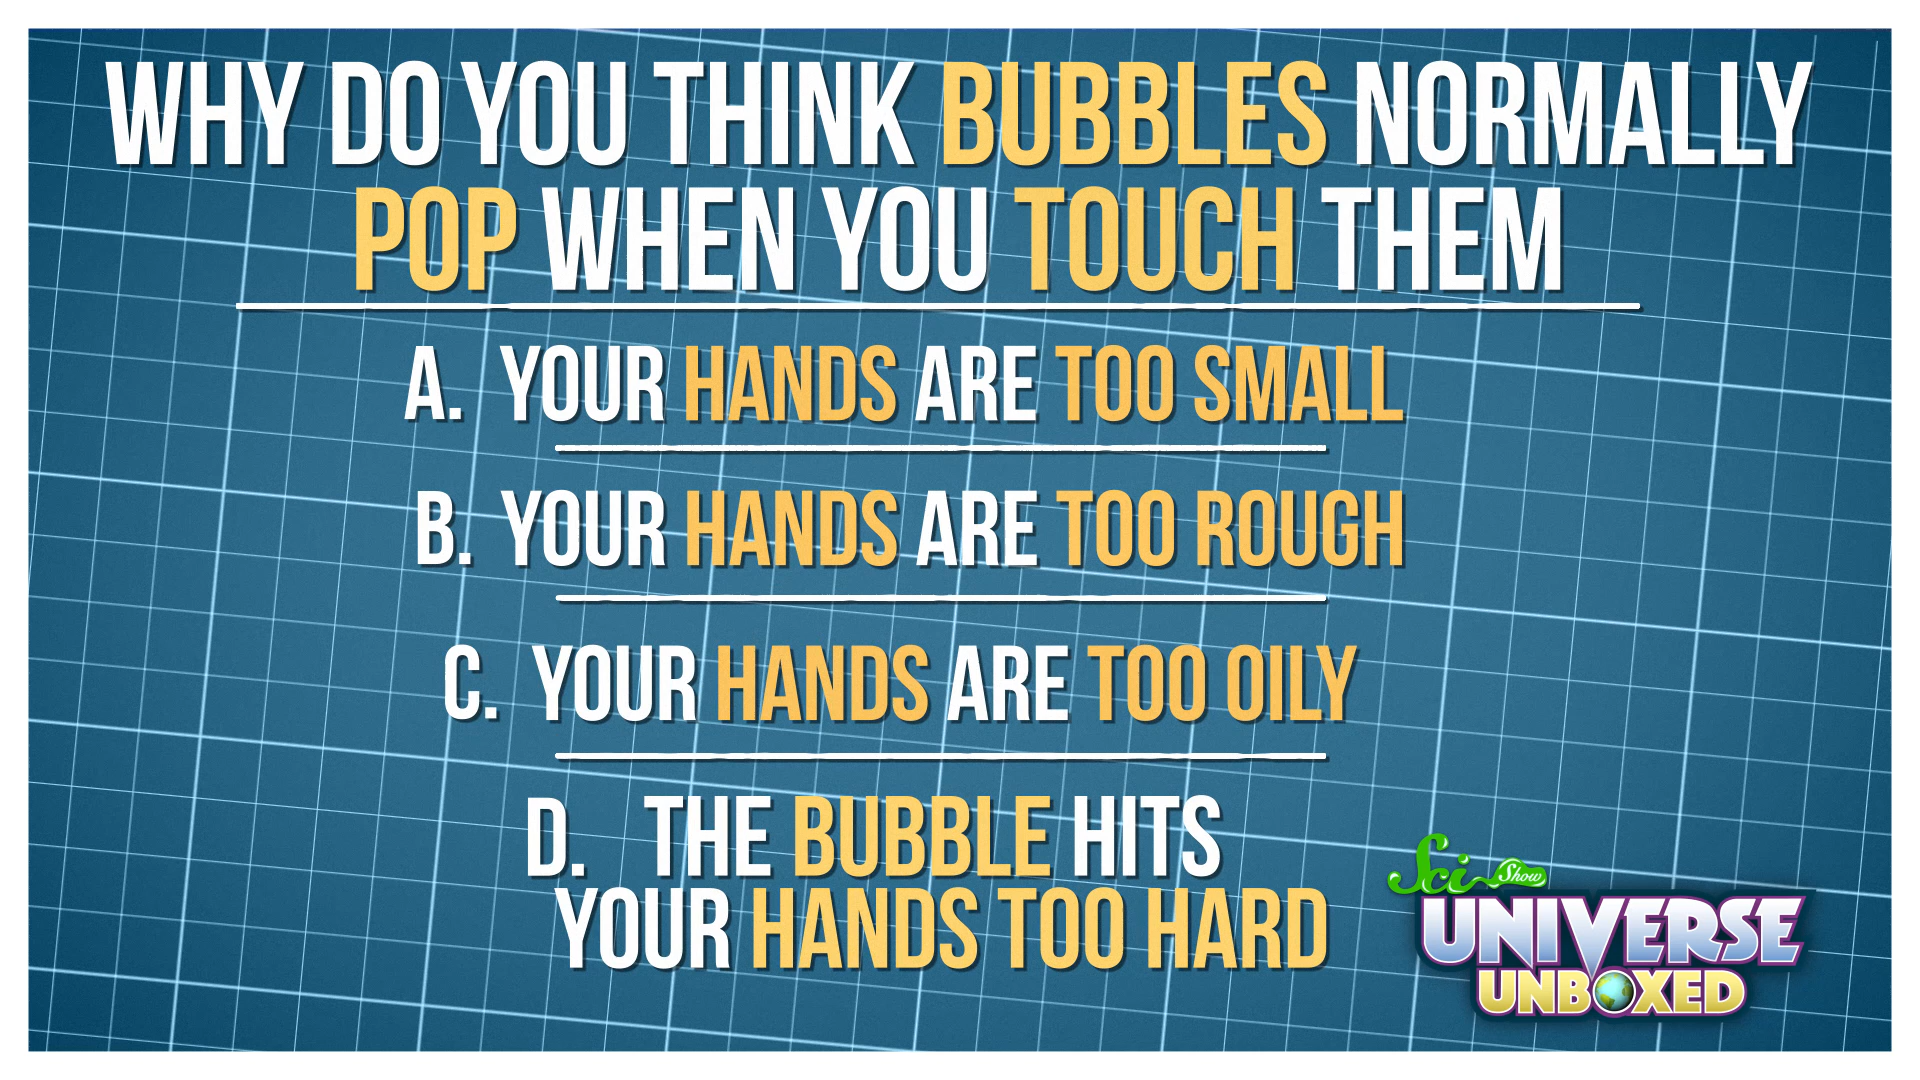 WHY DO YOU THINK BUBBLES NORMALLY
POP WHEN YOU TOUCH THEM
A. YOUR HANDS ARE TOO SMALL
B. YOUR HANDS ARE TOO ROUGH
C. YOUR HANDS ARE TOO OILY
D. THE BUBBLE HITS
YOUR HANDS TOO HARD
Sci Show
UNIVERSE
UNBOXED